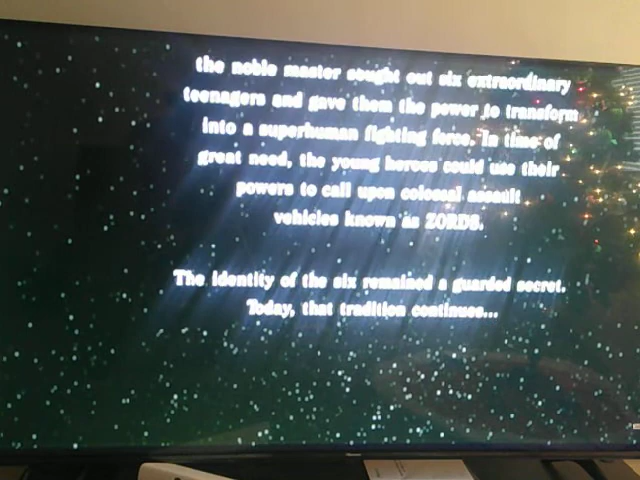 the noble master sought out six extraordinary
teenagers and gave them the power to transform
into a superhuman fighting force. In time of
great need, the young heroes could use their
powers to call upon colossal assault
vehicles known as ZORDS.
The identity of the six remained a guarded secret.
Today, that tradition continues...